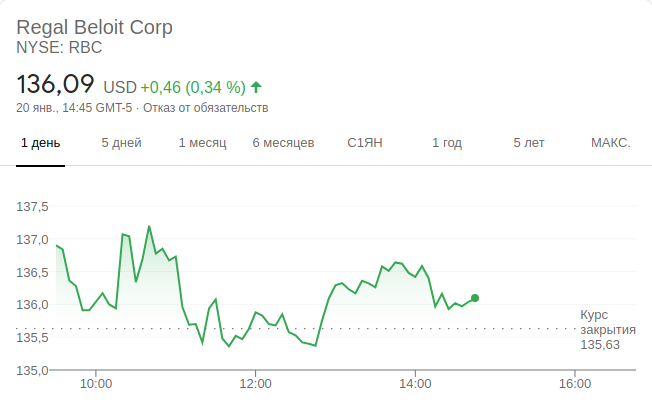 Regal Beloit Corp
NYSE: RBC
136,09 USD +0,46 (0,34 %)
20 янв., 14:45 GMT-5 · Отказ от обязательств
1 день 5 дней 1 месяц 6 месяцев С1ЯН 1 год 5 лет МАКС.
137,5
137,0
136,5
136,0
135,5
135,0
Курс
закрытия
135,63
10:00 12:00 14:00 16:00